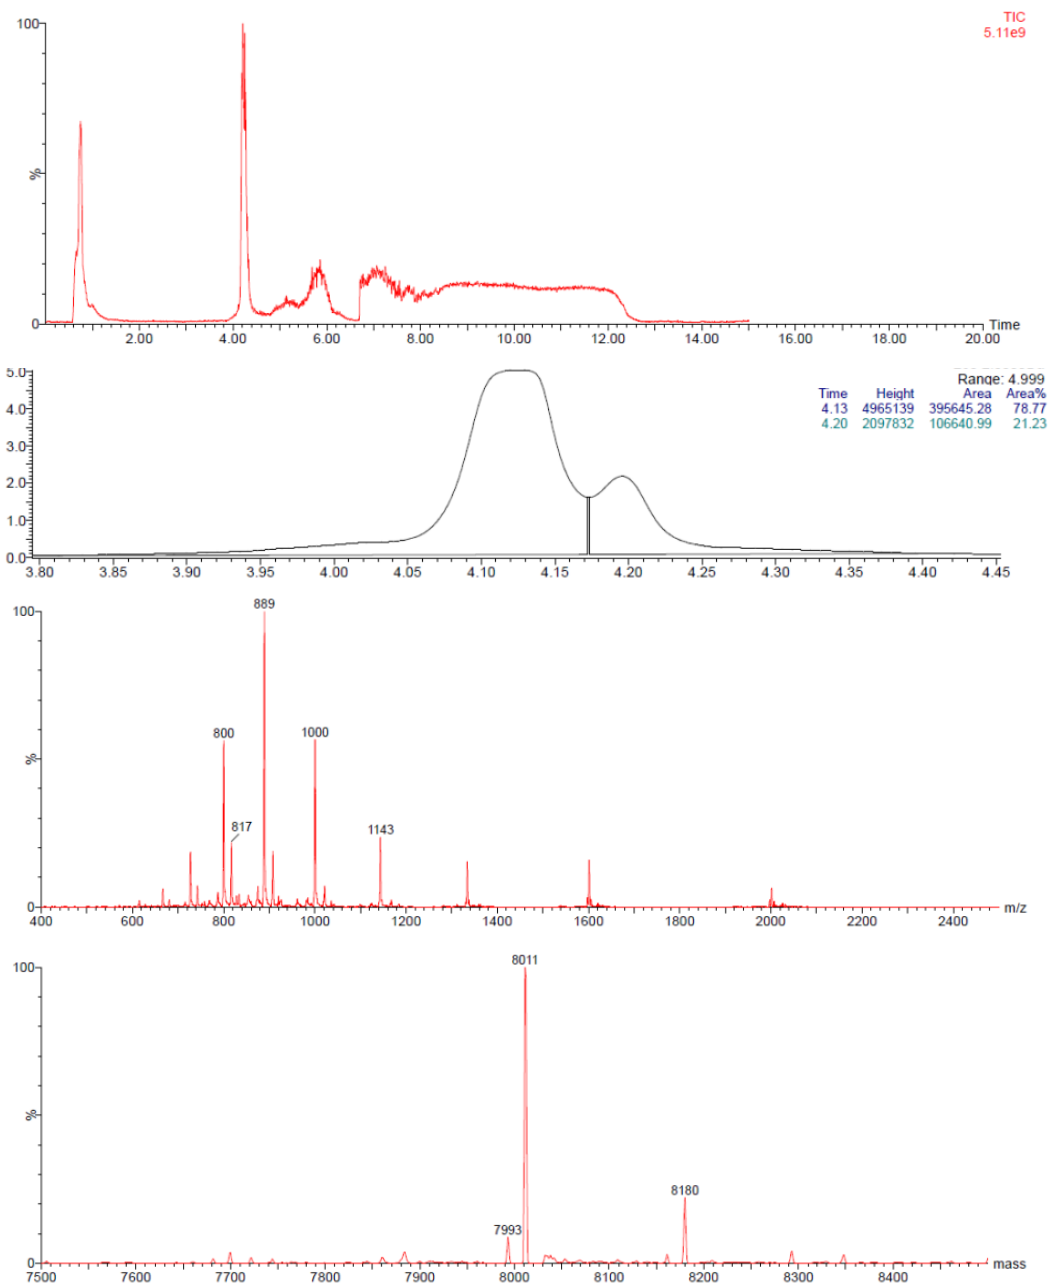 TIC
5.11e9
100
%
0
2.00 4.00 6.00 8.00 10.00 12.00 14.00 16.00 18.00 20.00
Time
Range: 4.999
Time Height Area Area%
4.13 4965139 395645.28 78.77
4.20 2097832 106640.99 21.23
5.0
4.0
3.0
2.0
1.0
0.0
3.80 3.85 3.90 3.95 4.00 4.05 4.10 4.15 4.20 4.25 4.30 4.35 4.40 4.45
889
100
800
1000
%
817
1143
0
400 600 800 1000 1200 1400 1600 1800 2000 2200 2400
m/z
8011
100
%
8180
7993
0
7500 7600 7700 7800 7900 8000 8100 8200 8300 8400
mass